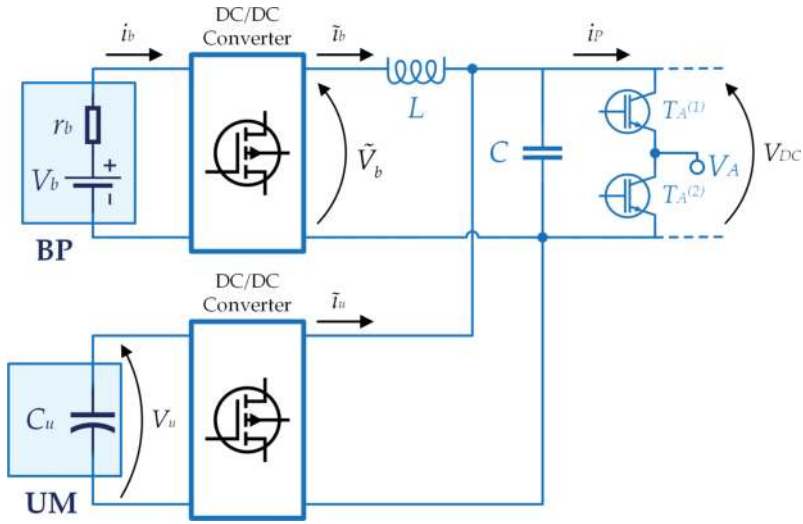 DC/DC
Converter
i_b
ĩ_b
i_P
L
r_b
V_b
+
-
BP
Ṽ_b
C
T_A^(1)
V_A
T_A^(2)
V_DC
DC/DC
Converter
ĩ_u
C_u
V_u
UM